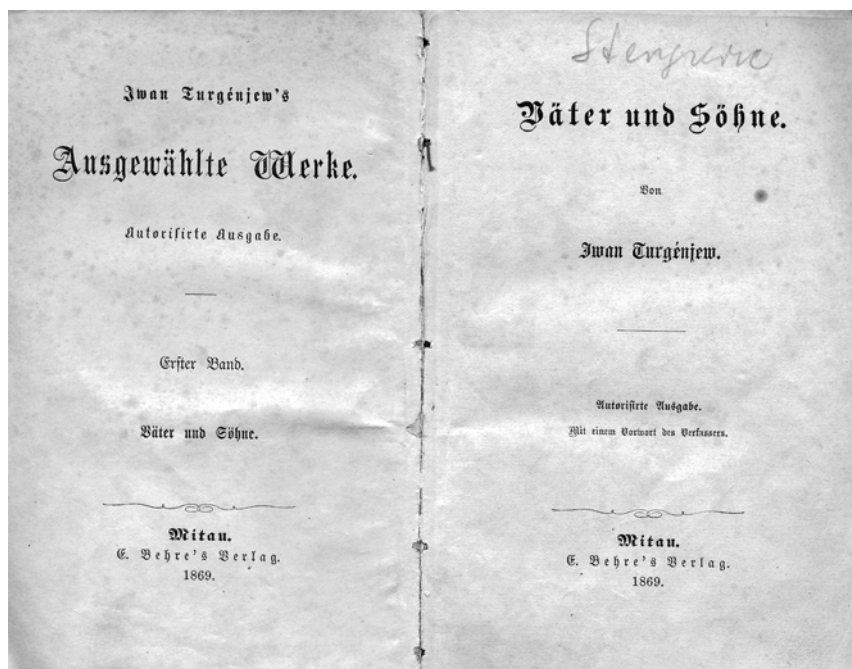 Iwan Turgénjew's
Ausgewählte Werke.
Autorisirte Ausgabe.
Erster Band.
Väter und Söhne.
Mitau.
E. Behre's Verlag.
1869.
Väter und Söhne.
Von
Iwan Turgénjew.
Autorisirte Ausgabe.
Mit einem Vorwort des Verfassers.
Mitau.
E. Behre's Verlag.
1869.